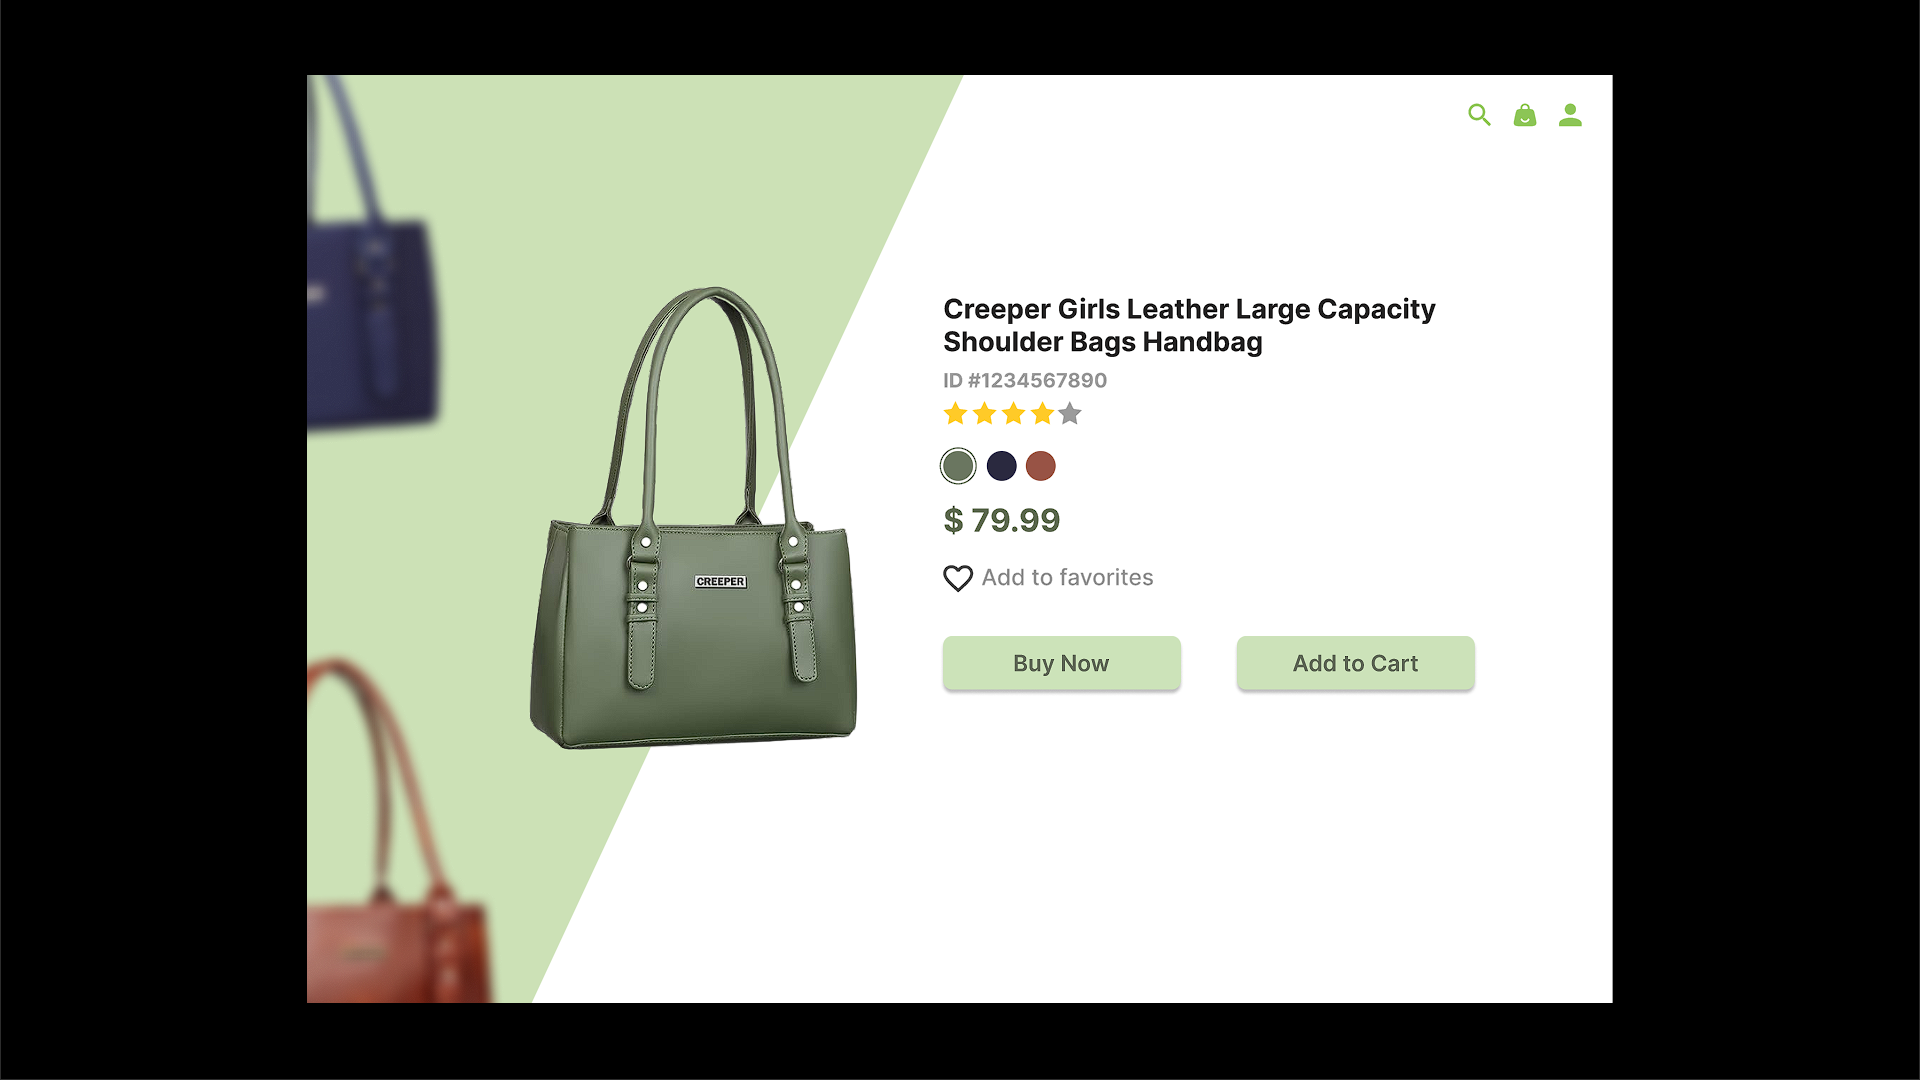 Creeper Girls Leather Large Capacity
Shoulder Bags Handbag
ID #1234567890
$ 79.99
Add to favorites
Buy Now
Add to Cart
CREEPER